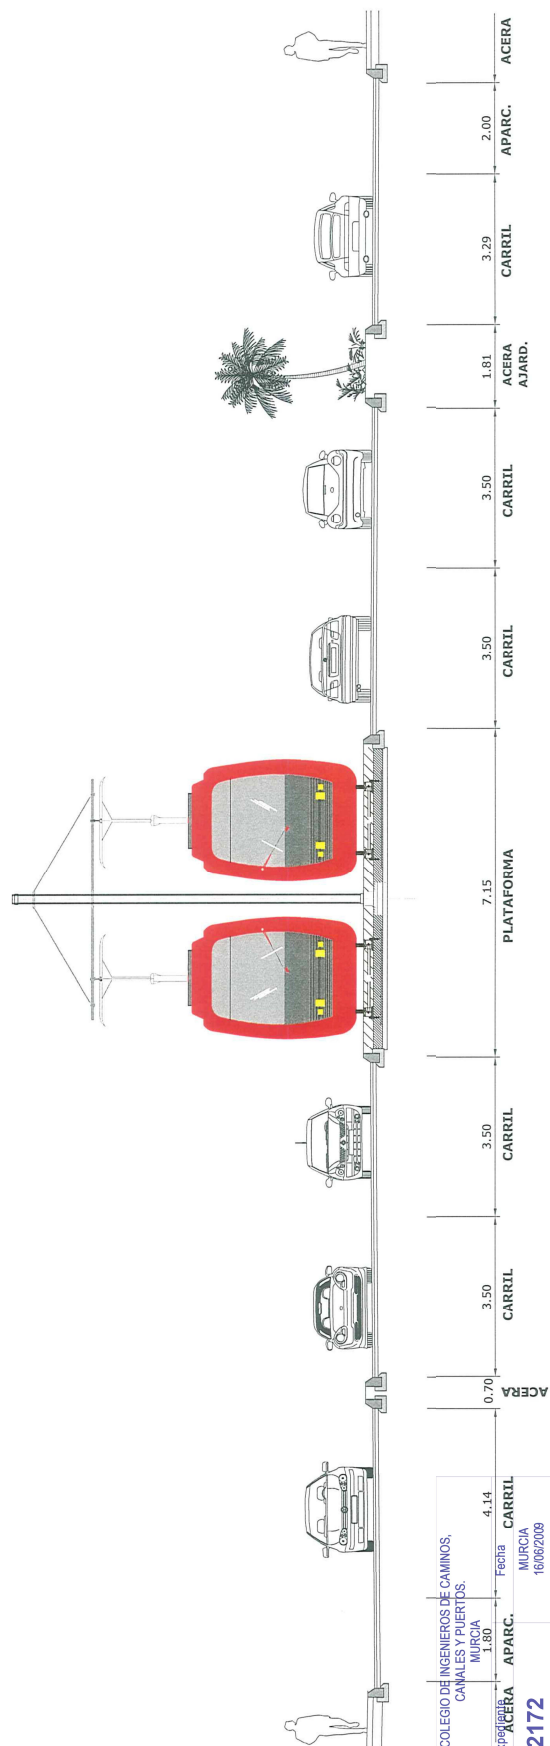 ACERA
1.80
APARC.
4.14
CARRIL
0.70
ACERA
3.50
CARRIL
3.50
CARRIL
7.15
PLATAFORMA
3.50
CARRIL
3.50
CARRIL
1.81
ACERA
AJARD.
3.29
CARRIL
2.00
APARC.
ACERA
COLEGIO DE INGENIEROS DE CAMINOS,
CANALES Y PUERTOS.
MURCIA
pediente
Fecha
2172
MURCIA
16/06/2009